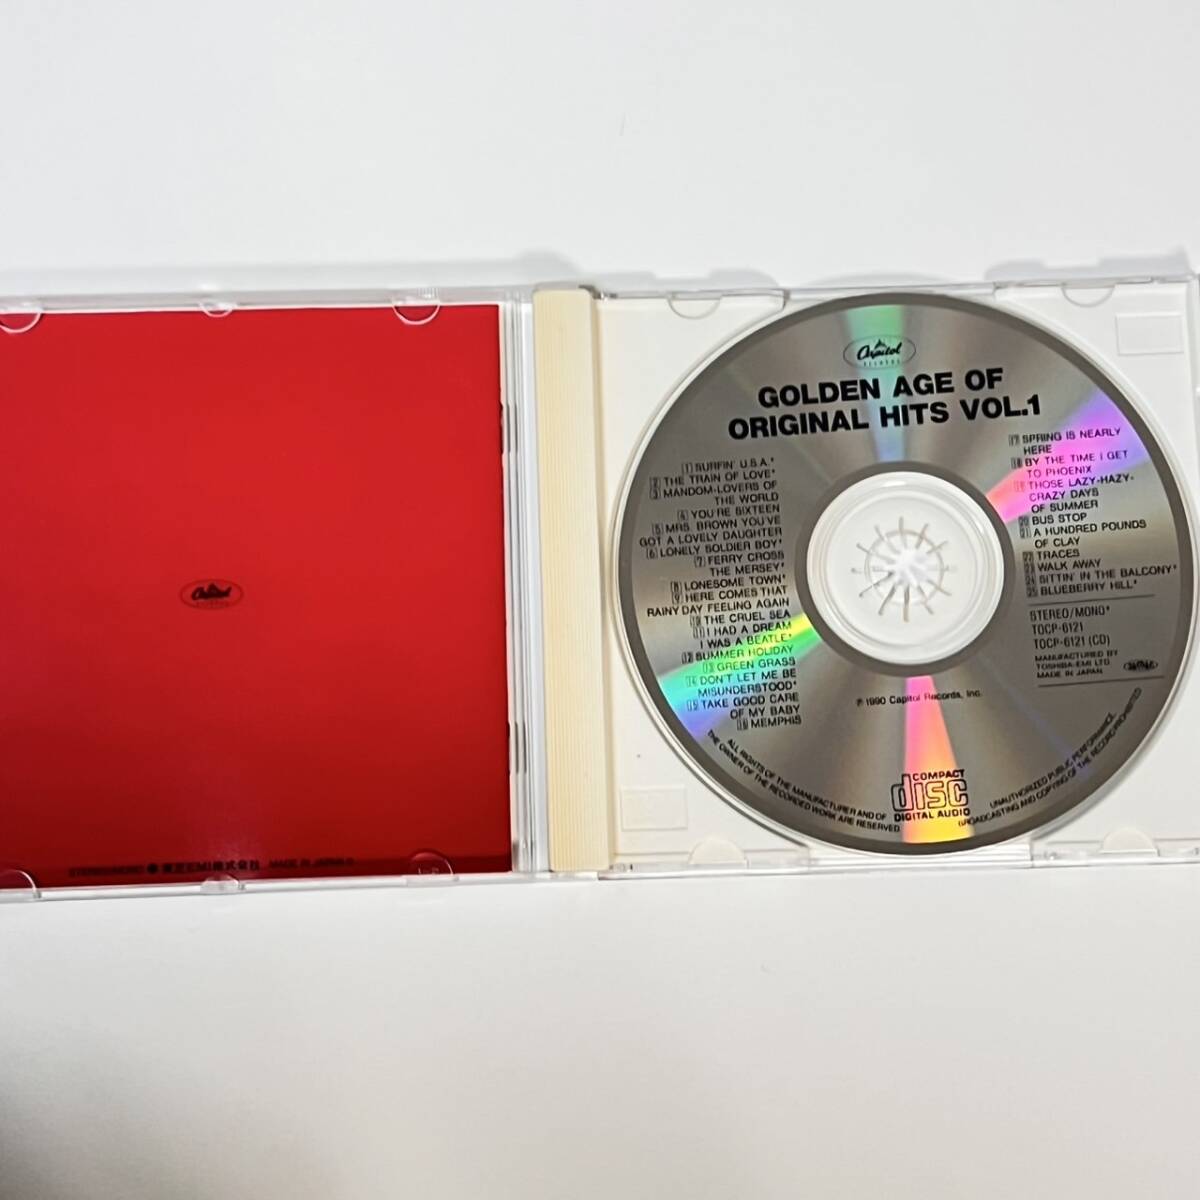 Capitol
RECORDS
STEREO/MONO ● 東芝EMI株式会社 MADE IN JAPAN
Capitol
RECORDS
GOLDEN AGE OF
ORIGINAL HITS VOL.1
1 SURFIN' U.S.A.*
2 THE TRAIN OF LOVE*
3 MANDOM-LOVERS OF
THE WORLD
4 YOU'RE SIXTEEN
5 MRS. BROWN YOU'VE
GOT A LOVELY DAUGHTER
6 LONELY SOLDIER BOY*
7 FERRY CROSS
THE MERSEY*
8 LONESOME TOWN*
9 HERE COMES THAT
RAINY DAY FEELING AGAIN
10 THE CRUEL SEA
11 I HAD A DREAM
I WAS A BEATLE*
12 SUMMER HOLIDAY
13 GREEN GRASS
14 DON'T LET ME BE
MISUNDERSTOOD*
15 TAKE GOOD CARE
OF MY BABY
16 MEMPHIS
17 SPRING IS NEARLY
HERE
18 BY THE TIME I GET
TO PHOENIX
19 THOSE LAZY-HAZY-
CRAZY DAYS
OF SUMMER
20 BUS STOP
21 A HUNDRED POUNDS
OF CLAY
22 TRACES
23 WALK AWAY
24 SITTIN' IN THE BALCONY*
25 BLUEBERRY HILL*
STEREO/MONO*
TOCP-6121
TOCP-6121 (CD)
MANUFACTURED BY
TOSHIBA-EMI LTD.
MADE IN JAPAN.
℗ 1990 Capitol Records, Inc.
ALL RIGHTS OF THE MANUFACTURER AND OF
THE OWNER OF THE RECORDED WORK ARE RESERVED
COMPACT
disc
DIGITAL AUDIO
UNAUTHORIZED PUBLIC PERFORMANCE,
BROADCASTING AND COPYING OF THE RECORD PROHIBITED